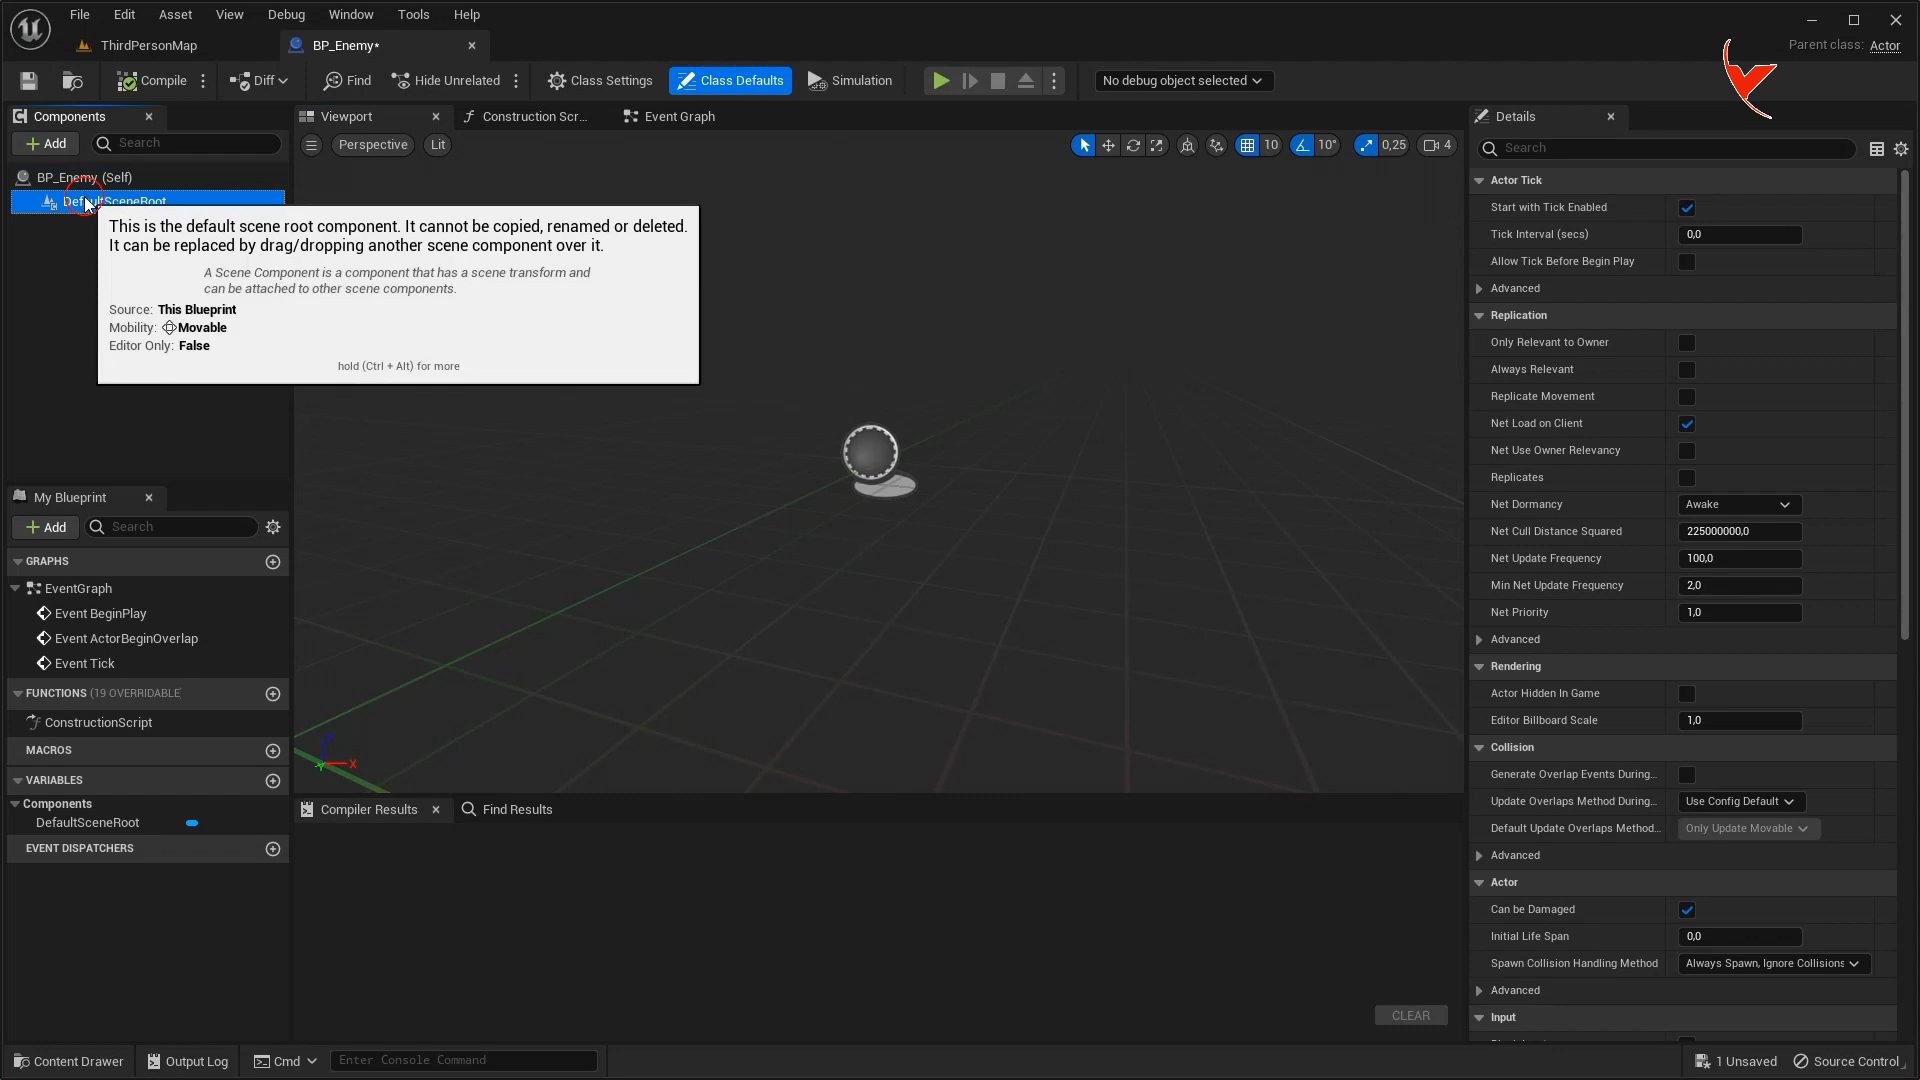 File Edit Asset View Debug Window Tools Help
ThirdPersonMap BP_Enemy* Parent class: Actor
Compile Diff Find Hide Unrelated Class Settings Class Defaults Simulation No debug object selected
Components Viewport Construction Scr... Event Graph Details
Add Search Perspective Lit 10 10° 0,25 4 Search
BP_Enemy (Self)
DefaultSceneRoot
This is the default scene root component. It cannot be copied, renamed or deleted.
It can be replaced by drag/dropping another scene component over it.
A Scene Component is a component that has a scene transform and
can be attached to other scene components.
Source: This Blueprint
Mobility: Movable
Editor Only: False
hold (Ctrl + Alt) for more
X
My Blueprint
Add Search
GRAPHS
EventGraph
Event BeginPlay
Event ActorBeginOverlap
Event Tick
FUNCTIONS (19 OVERRIDABLE
ConstructionScript
MACROS
VARIABLES
Components
DefaultSceneRoot
EVENT DISPATCHERS
Compiler Results Find Results
CLEAR
Actor Tick
Start with Tick Enabled
Tick Interval (secs) 0,0
Allow Tick Before Begin Play
Advanced
Replication
Only Relevant to Owner
Always Relevant
Replicate Movement
Net Load on Client
Net Use Owner Relevancy
Replicates
Net Dormancy Awake
Net Cull Distance Squared 225000000,0
Net Update Frequency 100,0
Min Net Update Frequency 2,0
Net Priority 1,0
Advanced
Rendering
Actor Hidden In Game
Editor Billboard Scale 1,0
Collision
Generate Overlap Events During...
Update Overlaps Method During... Use Config Default
Default Update Overlaps Method... Only Update Movable
Advanced
Actor
Can be Damaged
Initial Life Span 0,0
Spawn Collision Handling Method Always Spawn, Ignore Collisions
Advanced
Input
Content Drawer Output Log Cmd Enter Console Command 1 Unsaved Source Control